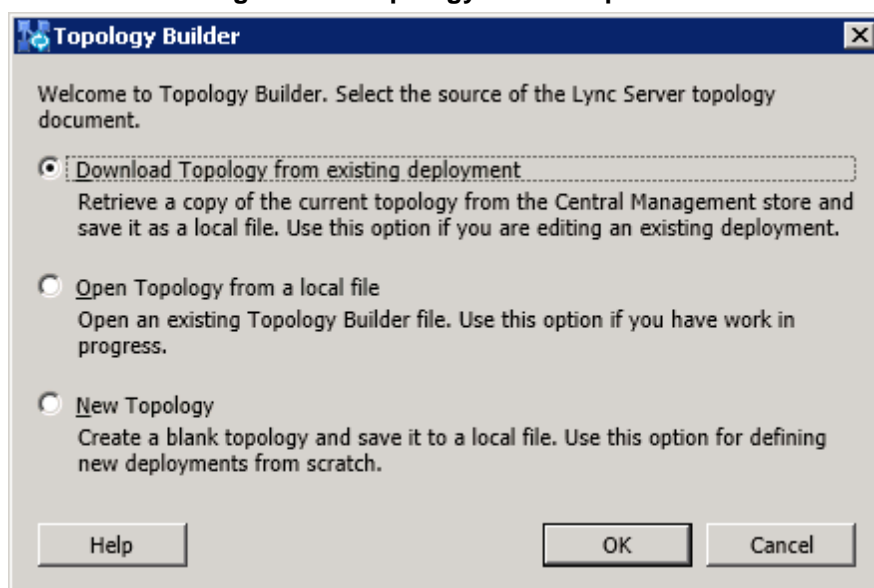 Topology Builder
Welcome to Topology Builder. Select the source of the Lync Server topology
document.
Download Topology from existing deployment
Retrieve a copy of the current topology from the Central Management store and
save it as a local file. Use this option if you are editing an existing deployment.
Open Topology from a local file
Open an existing Topology Builder file. Use this option if you have work in
progress.
New Topology
Create a blank topology and save it to a local file. Use this option for defining
new deployments from scratch.
Help
OK
Cancel